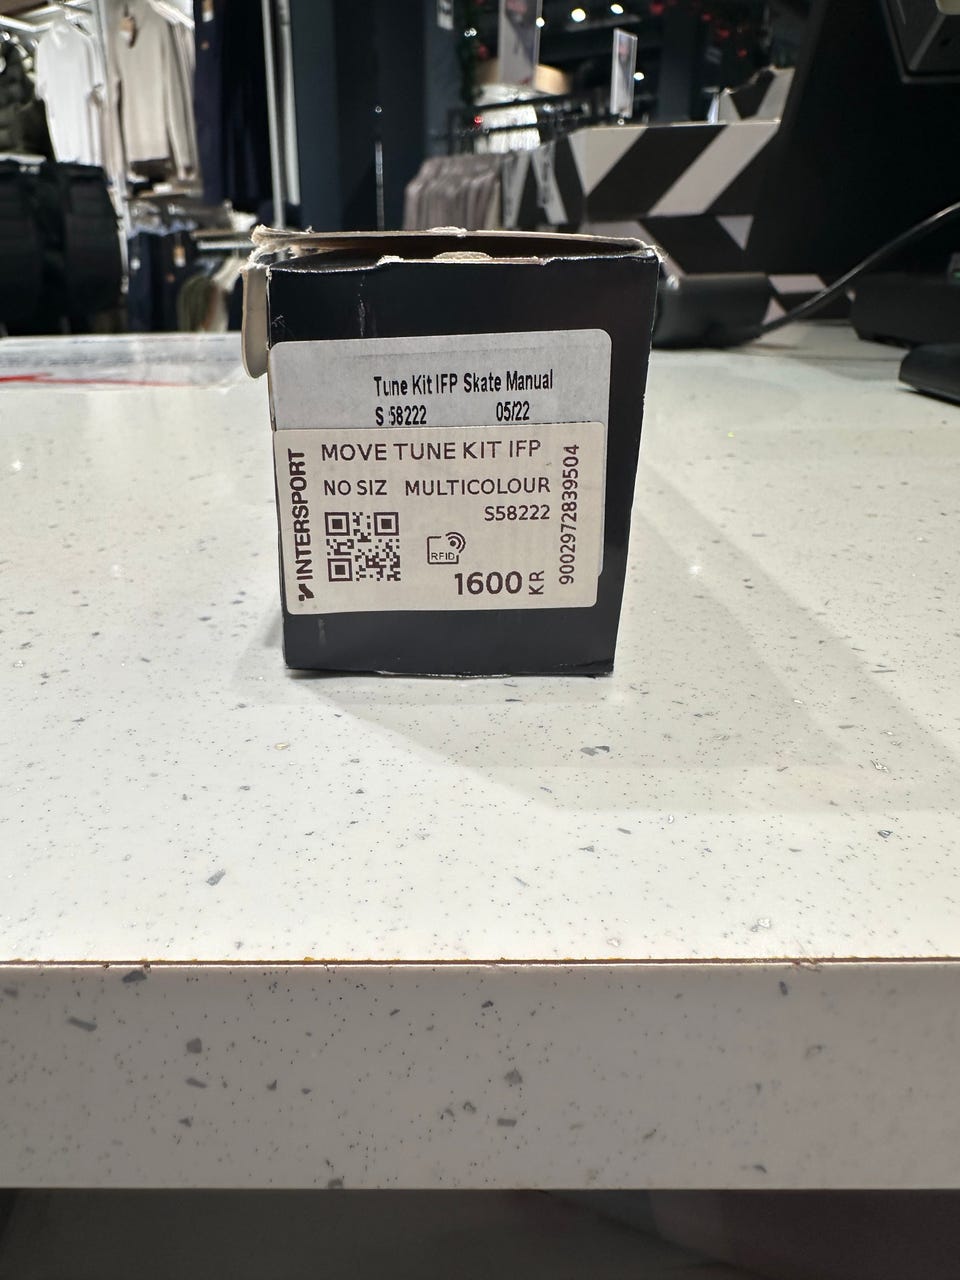 Tune Kit IFP Skate Manual
S 58222 05/22
MOVE TUNE KIT IFP
NO SIZ MULTICOLOUR
S58222
RFID
1600 KR
INTERSPORT
9002972839504